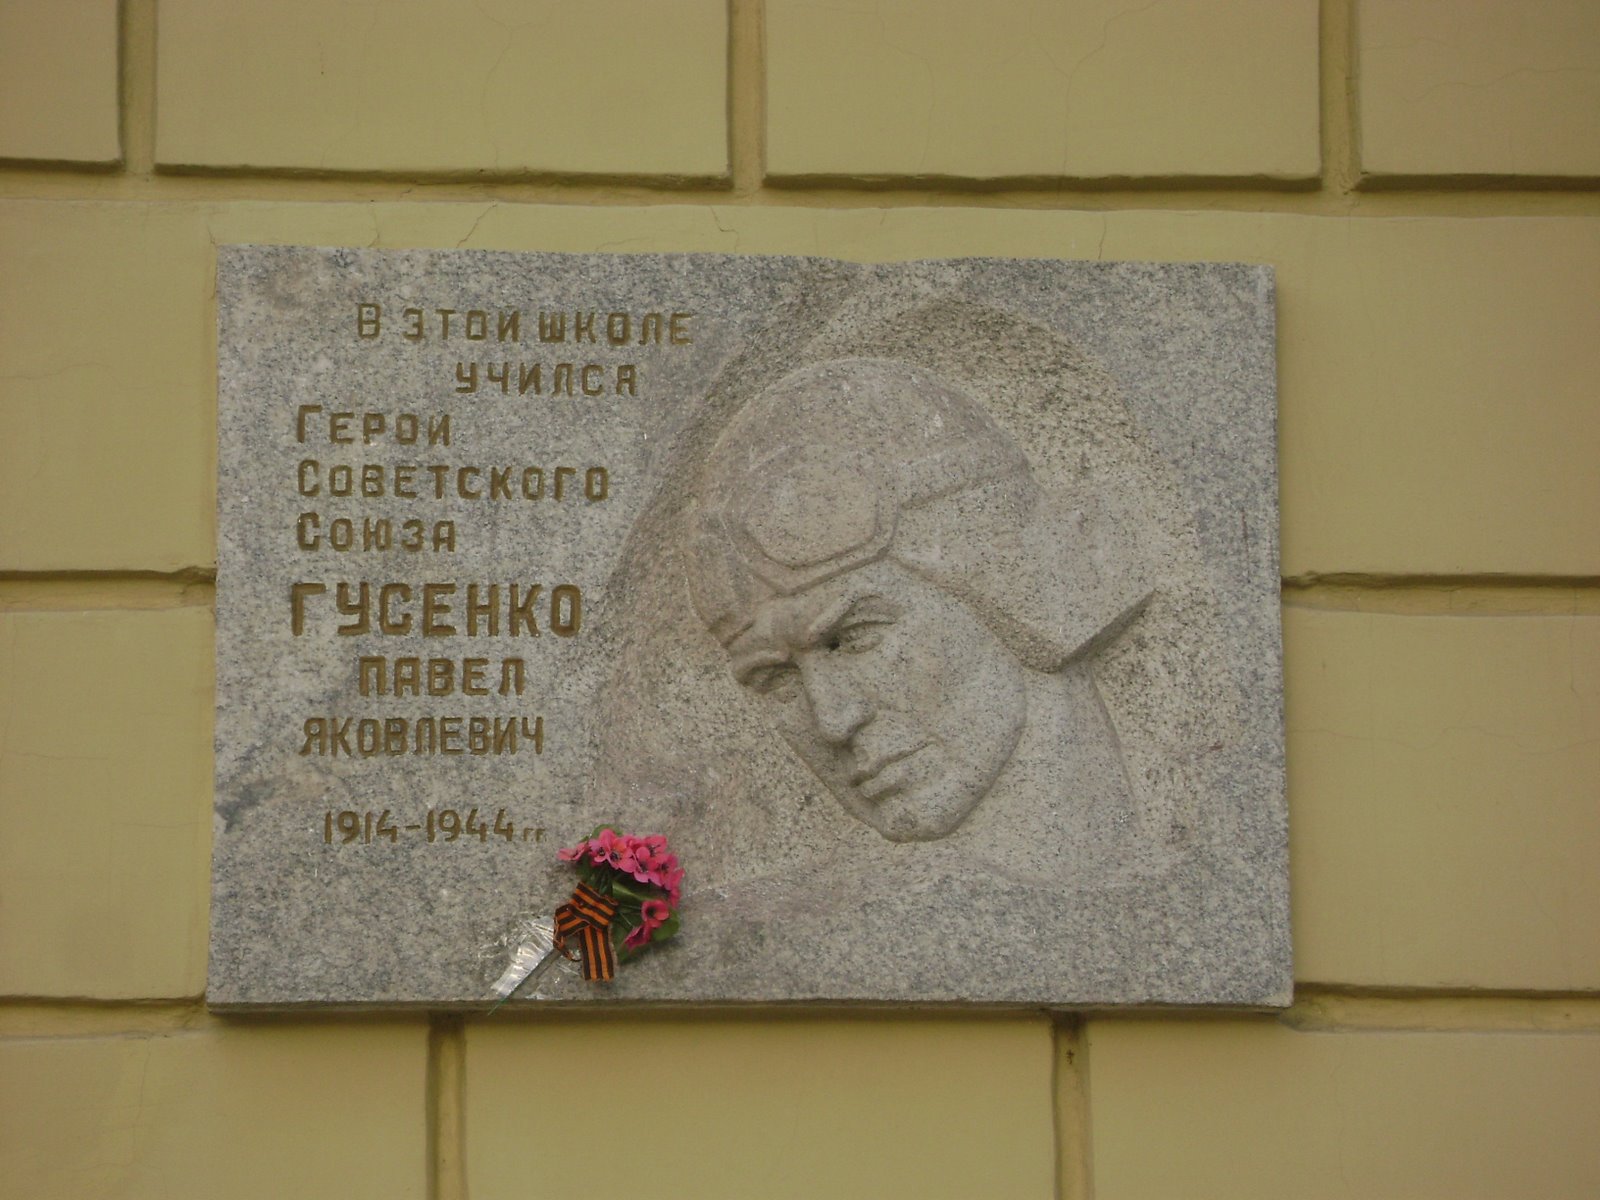 В ЭТОЙ ШКОЛЕ
УЧИЛСЯ
ГЕРОЙ
СОВЕТСКОГО
СОЮЗА
ГУСЕНКО
ПАВЕЛ
ЯКОВЛЕВИЧ
1914-1944 гг.